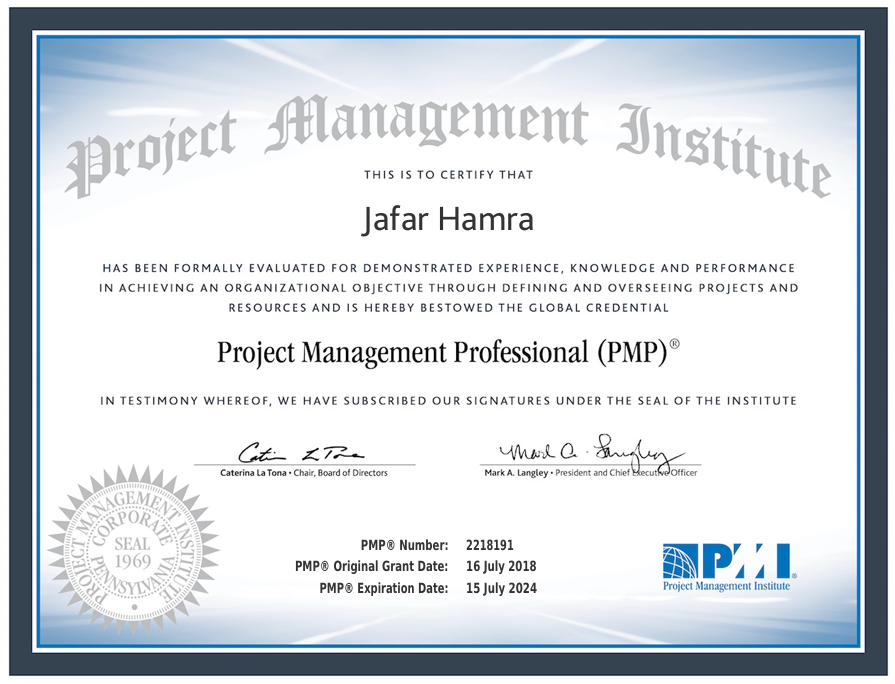 Project Management Institute
THIS IS TO CERTIFY THAT
Jafar Hamra
HAS BEEN FORMALLY EVALUATED FOR DEMONSTRATED EXPERIENCE, KNOWLEDGE AND PERFORMANCE
IN ACHIEVING AN ORGANIZATIONAL OBJECTIVE THROUGH DEFINING AND OVERSEEING PROJECTS AND
RESOURCES AND IS HEREBY BESTOWED THE GLOBAL CREDENTIAL
Project Management Professional (PMP)®
IN TESTIMONY WHEREOF, WE HAVE SUBSCRIBED OUR SIGNATURES UNDER THE SEAL OF THE INSTITUTE
Caterina La Tona • Chair, Board of Directors
Mark A. Langley
Mark A. Langley • President and Chief Executive Officer
PROJECT MANAGEMENT INSTITUTE
CORPORATE
SEAL
1969
PENNSYLVANIA
PMP® Number: 2218191
PMP® Original Grant Date: 16 July 2018
PMP® Expiration Date: 15 July 2024
PMI®
Project Management Institute